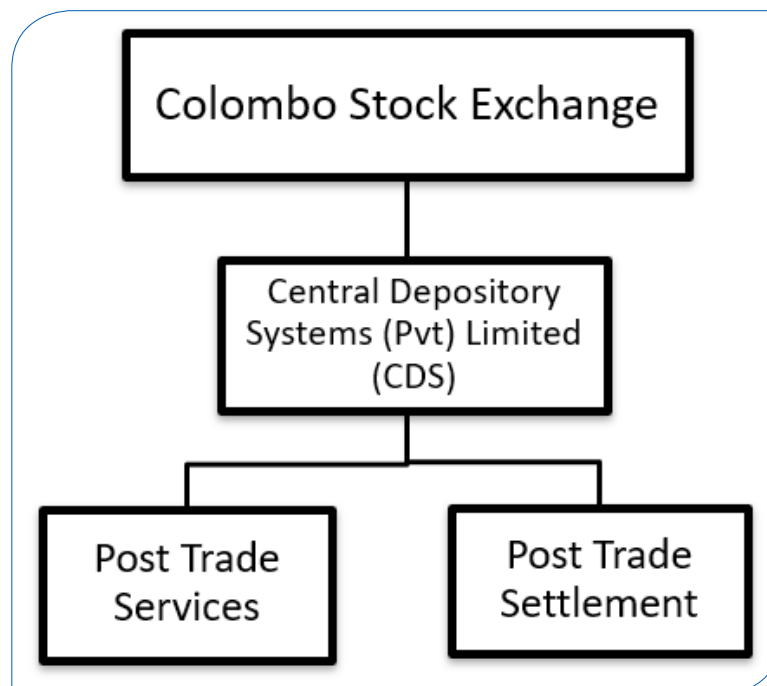 Colombo Stock Exchange
Central Depository
Systems (Pvt) Limited
(CDS)
Post Trade
Services
Post Trade
Settlement